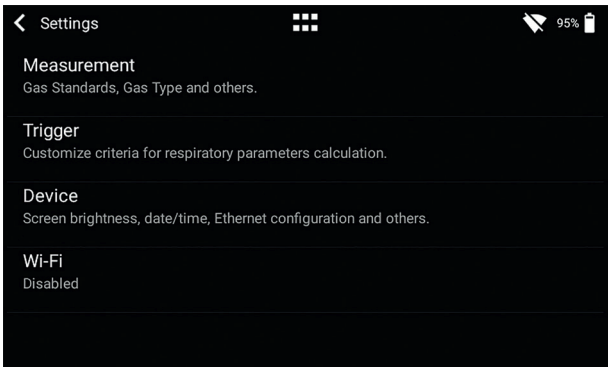 Settings
95%
Measurement
Gas Standards, Gas Type and others.
Trigger
Customize criteria for respiratory parameters calculation.
Device
Screen brightness, date/time, Ethernet configuration and others.
Wi-Fi
Disabled